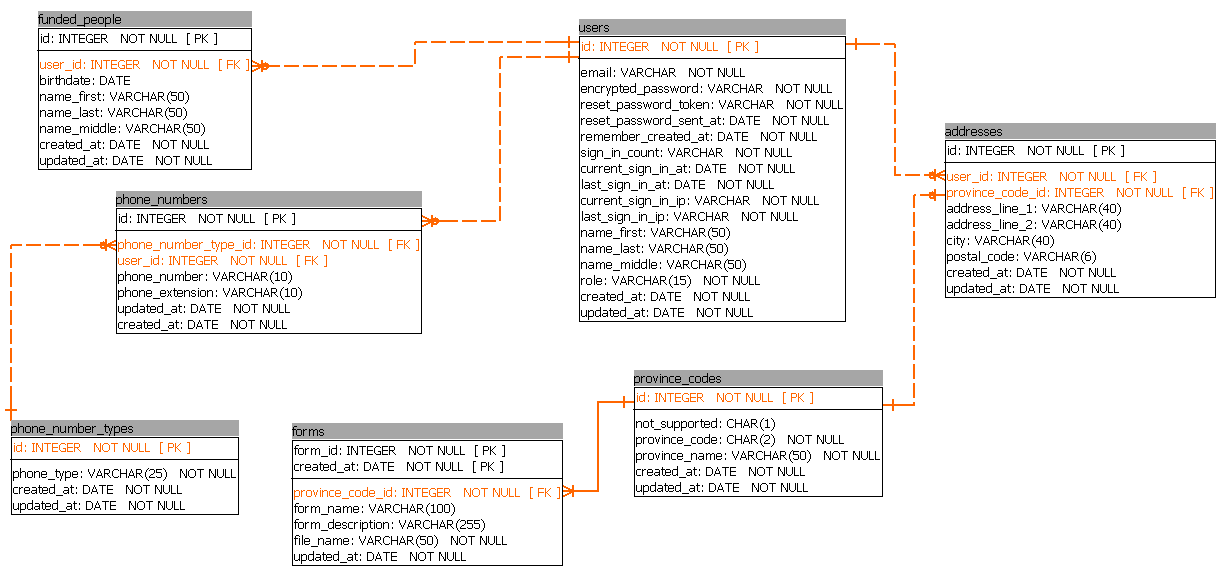 funded_people
id: INTEGER NOT NULL [ PK ]
user_id: INTEGER NOT NULL [ FK ]
birthdate: DATE
name_first: VARCHAR(50)
name_last: VARCHAR(50)
name_middle: VARCHAR(50)
created_at: DATE NOT NULL
updated_at: DATE NOT NULL
users
id: INTEGER NOT NULL [ PK ]
email: VARCHAR NOT NULL
encrypted_password: VARCHAR NOT NULL
reset_password_token: VARCHAR NOT NULL
reset_password_sent_at: DATE NOT NULL
remember_created_at: DATE NOT NULL
sign_in_count: VARCHAR NOT NULL
current_sign_in_at: DATE NOT NULL
last_sign_in_at: DATE NOT NULL
current_sign_in_ip: VARCHAR NOT NULL
last_sign_in_ip: VARCHAR NOT NULL
name_first: VARCHAR(50)
name_last: VARCHAR(50)
name_middle: VARCHAR(50)
role: VARCHAR(15) NOT NULL
created_at: DATE NOT NULL
updated_at: DATE NOT NULL
addresses
id: INTEGER NOT NULL [ PK ]
user_id: INTEGER NOT NULL [ FK ]
province_code_id: INTEGER NOT NULL [ FK ]
address_line_1: VARCHAR(40)
address_line_2: VARCHAR(40)
city: VARCHAR(40)
postal_code: VARCHAR(6)
created_at: DATE NOT NULL
updated_at: DATE NOT NULL
phone_numbers
id: INTEGER NOT NULL [ PK ]
phone_number_type_id: INTEGER NOT NULL [ FK ]
user_id: INTEGER NOT NULL [ FK ]
phone_number: VARCHAR(10)
phone_extension: VARCHAR(10)
updated_at: DATE NOT NULL
created_at: DATE NOT NULL
province_codes
id: INTEGER NOT NULL [ PK ]
not_supported: CHAR(1)
province_code: CHAR(2) NOT NULL
province_name: VARCHAR(50) NOT NULL
created_at: DATE NOT NULL
updated_at: DATE NOT NULL
phone_number_types
id: INTEGER NOT NULL [ PK ]
phone_type: VARCHAR(25) NOT NULL
created_at: DATE NOT NULL
updated_at: DATE NOT NULL
forms
form_id: INTEGER NOT NULL [ PK ]
created_at: DATE NOT NULL [ PK ]
province_code_id: INTEGER NOT NULL [ FK ]
form_name: VARCHAR(100)
form_description: VARCHAR(255)
file_name: VARCHAR(50) NOT NULL
updated_at: DATE NOT NULL